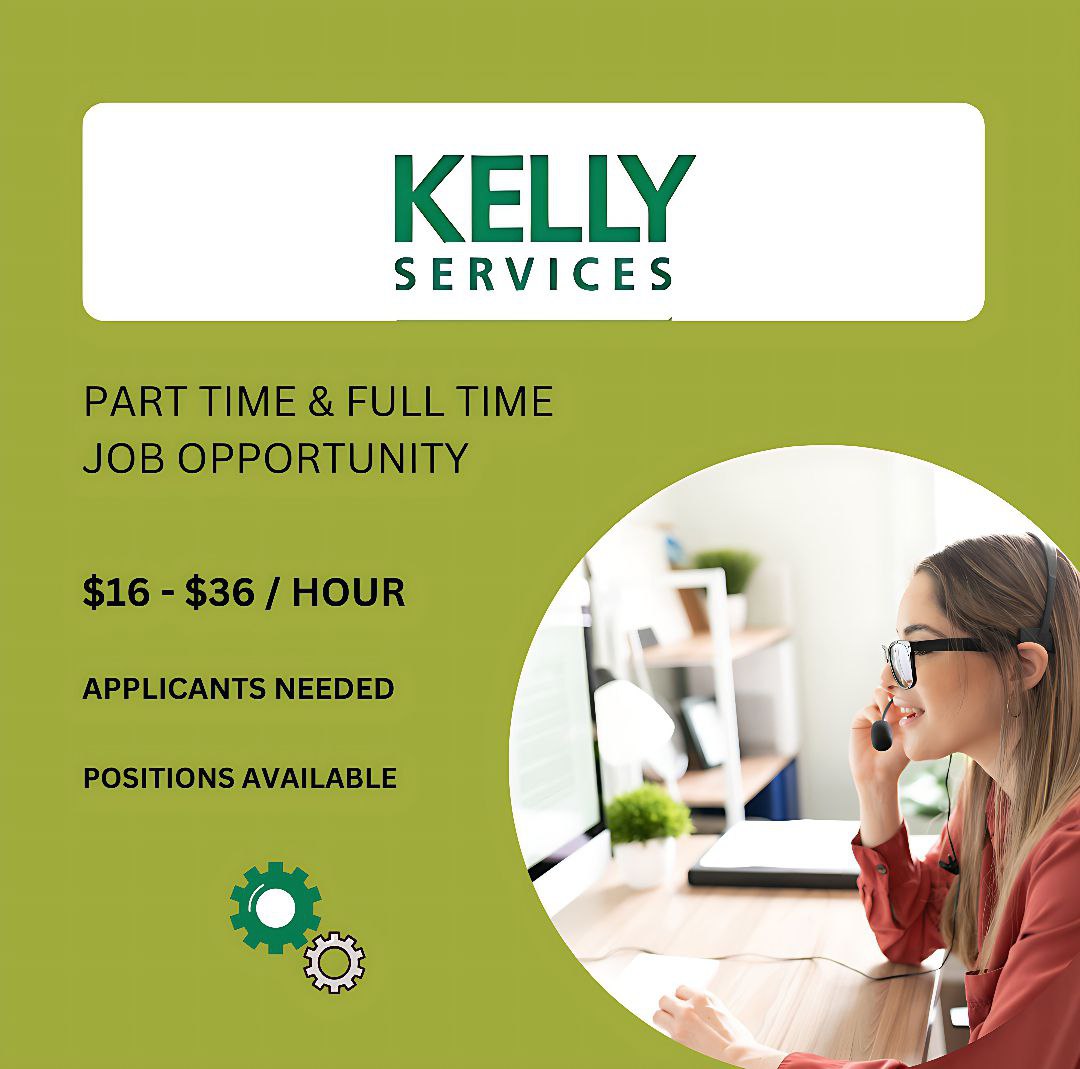 KELLY
SERVICES
PART TIME & FULL TIME
JOB OPPORTUNITY
$16 - $36 / HOUR
APPLICANTS NEEDED
POSITIONS AVAILABLE